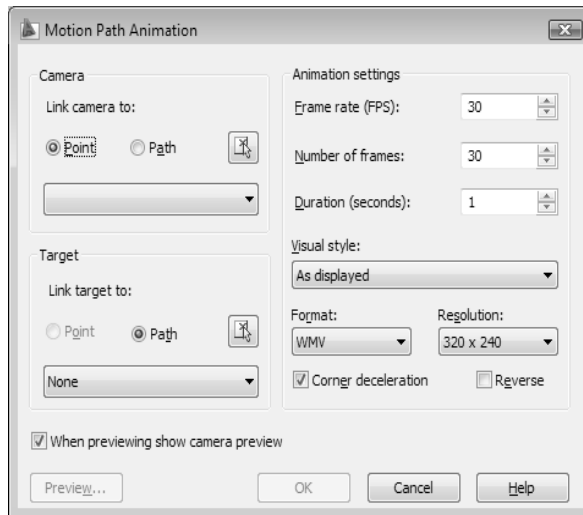 Motion Path Animation
Camera
Link camera to:
Point
Path
Target
Link target to:
Point
Path
None
Animation settings
Frame rate (FPS):
30
Number of frames:
30
Duration (seconds):
1
Visual style:
As displayed
Format:
WMV
Resolution:
320 x 240
Corner deceleration
Reverse
When previewing show camera preview
Preview...
OK
Cancel
Help